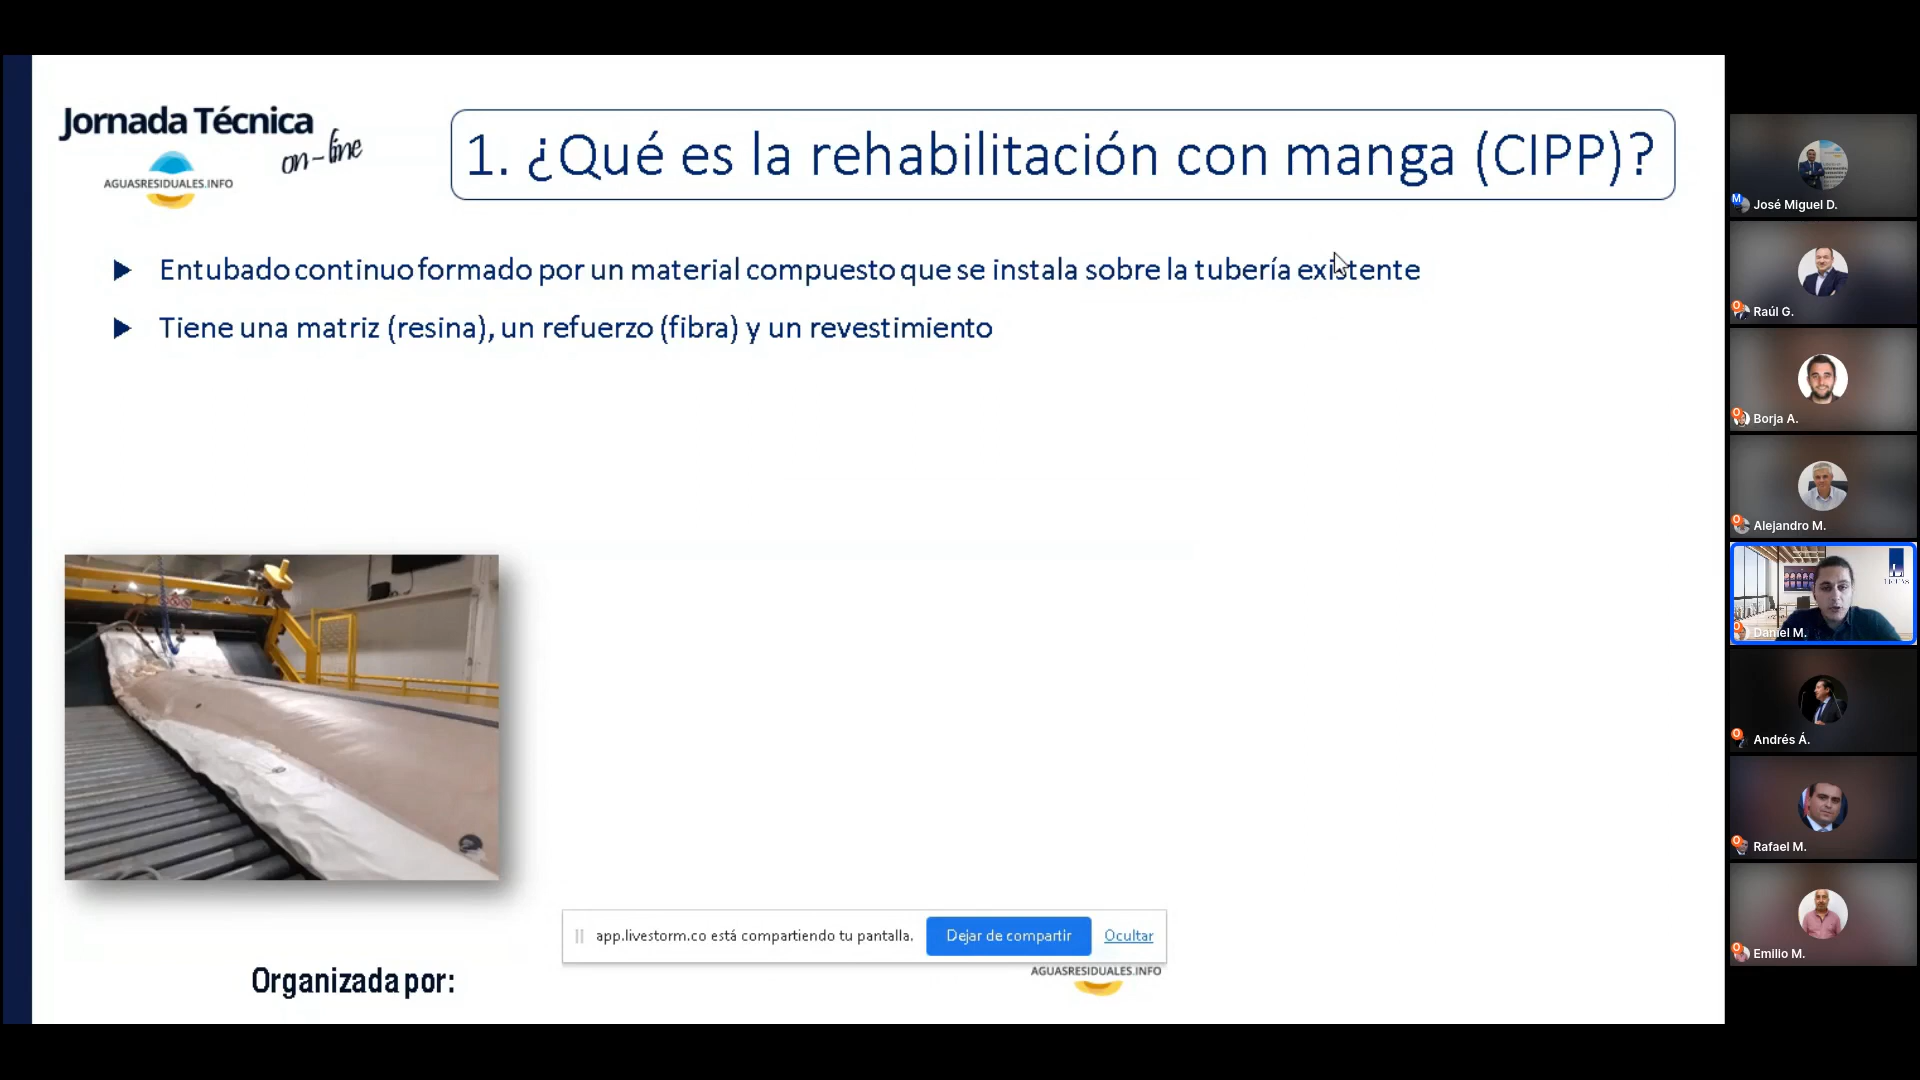 Jornada Técnica
on-line
AGUASRESIDUALES.INFO
1. ¿Qué es la rehabilitación con manga (CIPP)?
Entubado continuo formado por un material compuesto que se instala sobre la tubería existente
Tiene una matriz (resina), un refuerzo (fibra) y un revestimiento
app.livestorm.co está compartiendo tu pantalla.
Dejar de compartir
Ocultar
Organizada por:
AGUASRESIDUALES.INFO
M
José Miguel D.
O
Raúl G.
O
Borja A.
O
Alejandro M.
O
Daniel M.
O
Andrés Á.
O
Rafael M.
O
Emilio M.